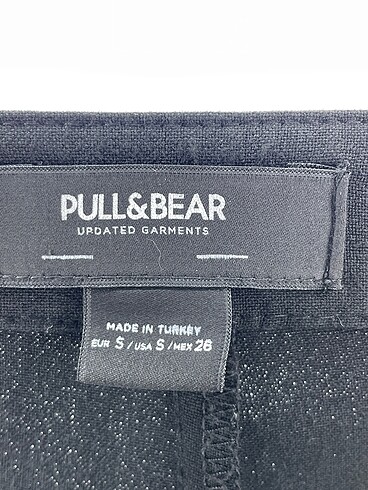 PULL&BEAR
UPDATED GARMENTS
MADE IN TURKEY
EUR S / USA S / MEX 26